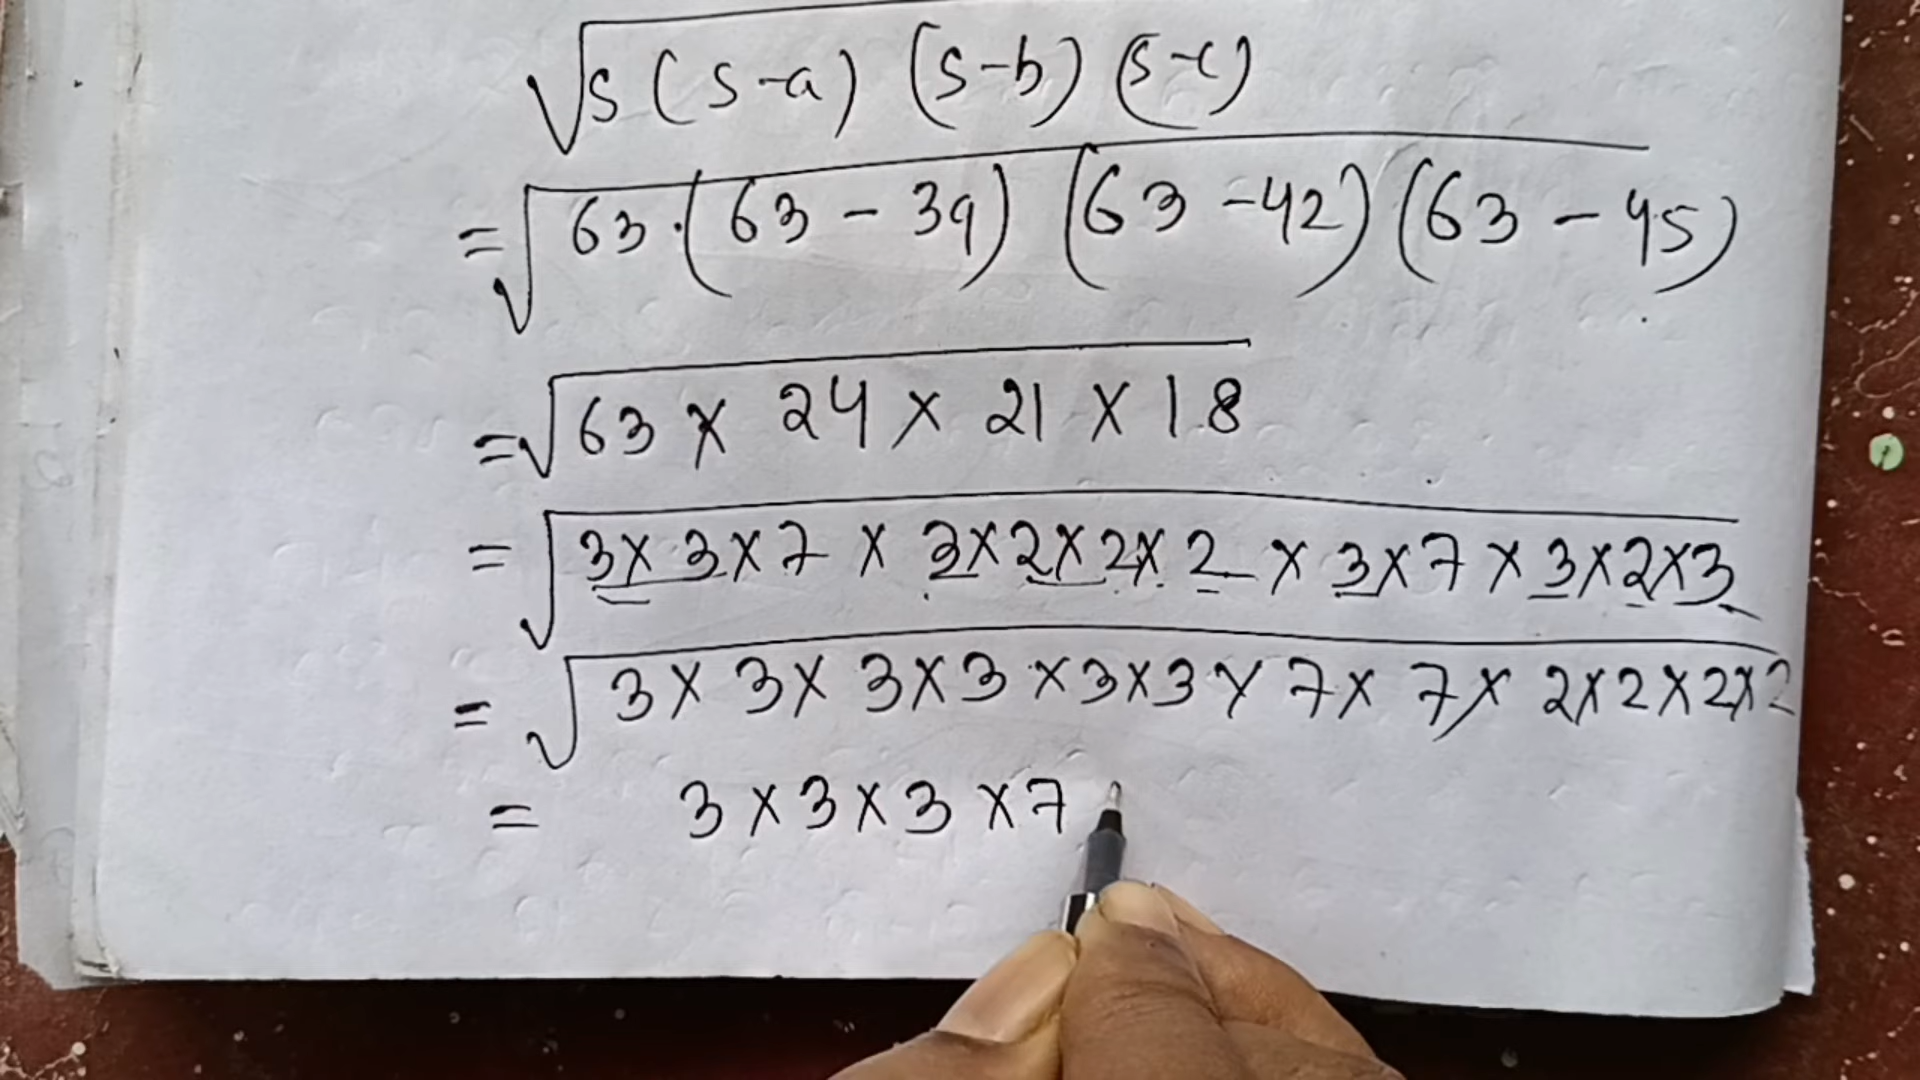 √s(s-a) (s-b) (s-c)
=√63·(63-39) (63-42) (63-45)
=√63 × 24 × 21 × 18
=√3×3×7 × 3×2×2×2 × 3×7 × 3×2×3
=√3×3×3×3×3×3×7×7×2×2×2×2
= 3×3×3×7